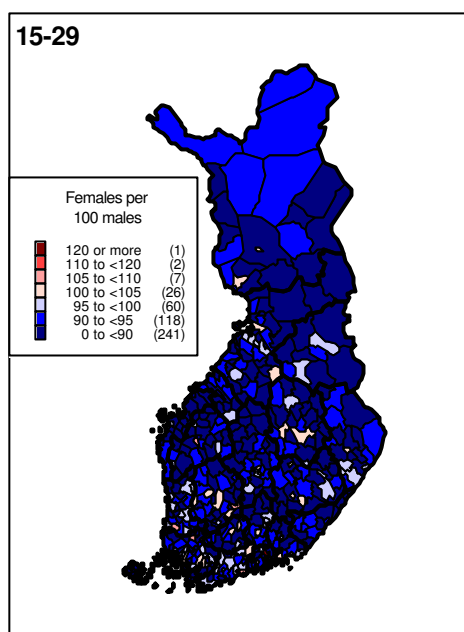 15-29
Females per
100 males
120 or more (1)
110 to <120 (2)
105 to <110 (7)
100 to <105 (26)
95 to <100 (60)
90 to <95 (118)
0 to <90 (241)